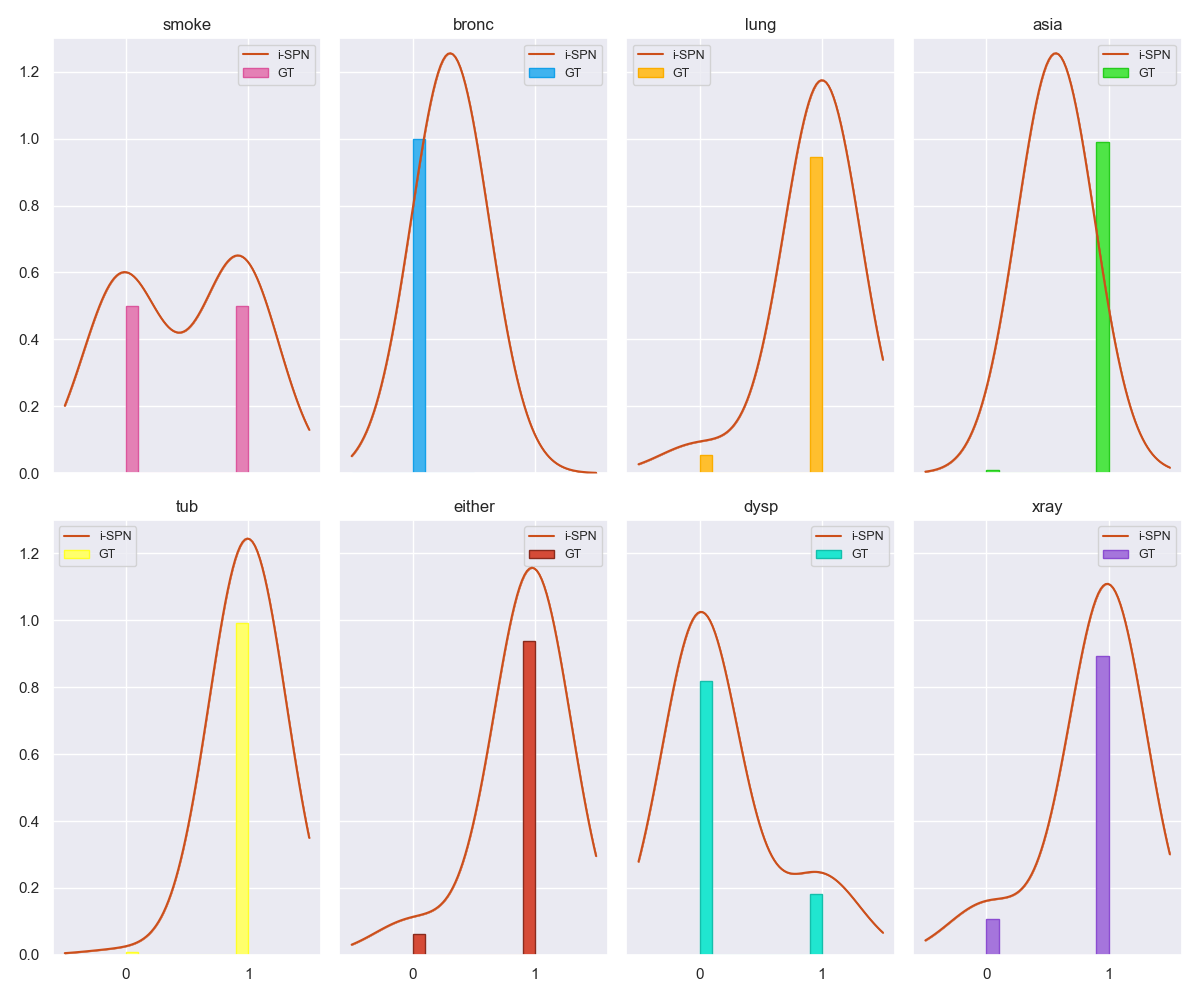 smoke
bronc
lung
asia
i-SPN
GT
i-SPN
GT
i-SPN
GT
i-SPN
GT
1.2
1.0
0.8
0.6
0.4
0.2
0.0
tub
either
dysp
xray
i-SPN
GT
i-SPN
GT
i-SPN
GT
i-SPN
GT
1.2
1.0
0.8
0.6
0.4
0.2
0.0
0 1
0 1
0 1
0 1